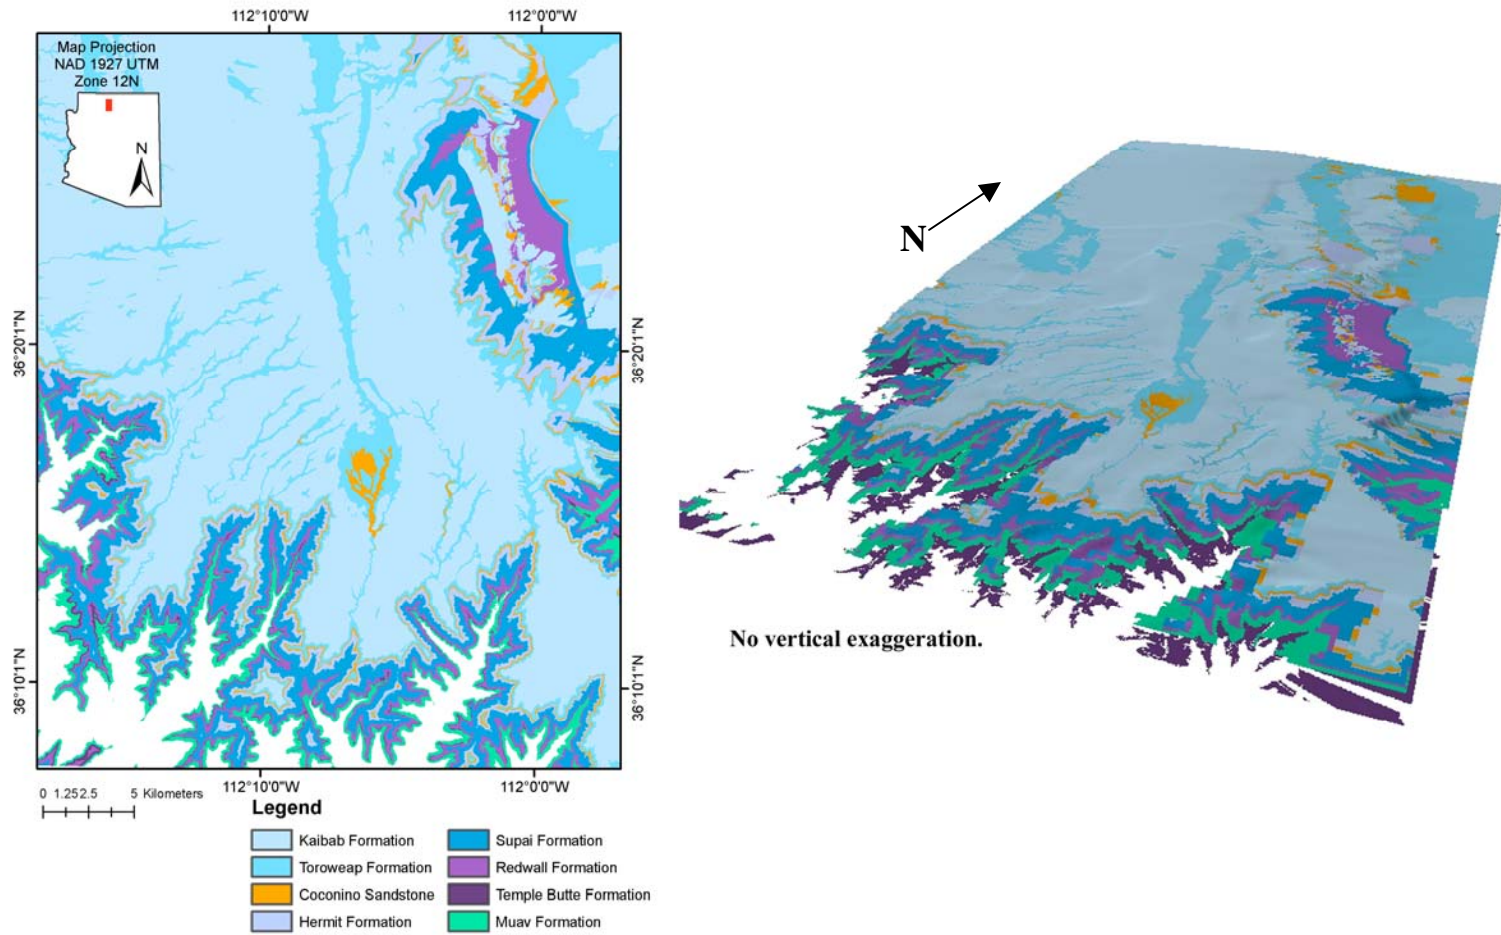 112°10'0"W
112°0'0"W
Map Projection
NAD 1927 UTM
Zone 12N
N
36°20'1"N
36°20'1"N
36°10'1"N
36°10'1"N
112°10'0"W
112°0'0"W
0 1.25 2.5 5 Kilometers
Legend
Kaibab Formation
Toroweap Formation
Coconino Sandstone
Hermit Formation
Supai Formation
Redwall Formation
Temple Butte Formation
Muav Formation
N
No vertical exaggeration.